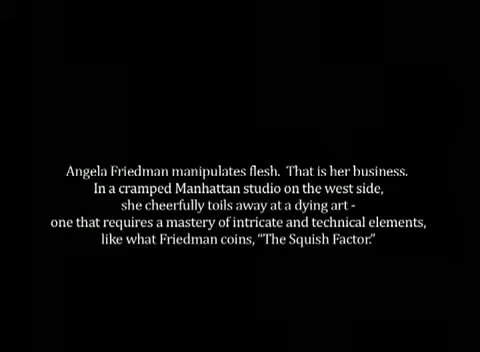 Angela Friedman manipulates flesh.  That is her business.
In a cramped Manhattan studio on the west side,
she cheerfully toils away at a dying art -
one that requires a mastery of intricate and technical elements,
like what Friedman coins, “The Squish Factor.”